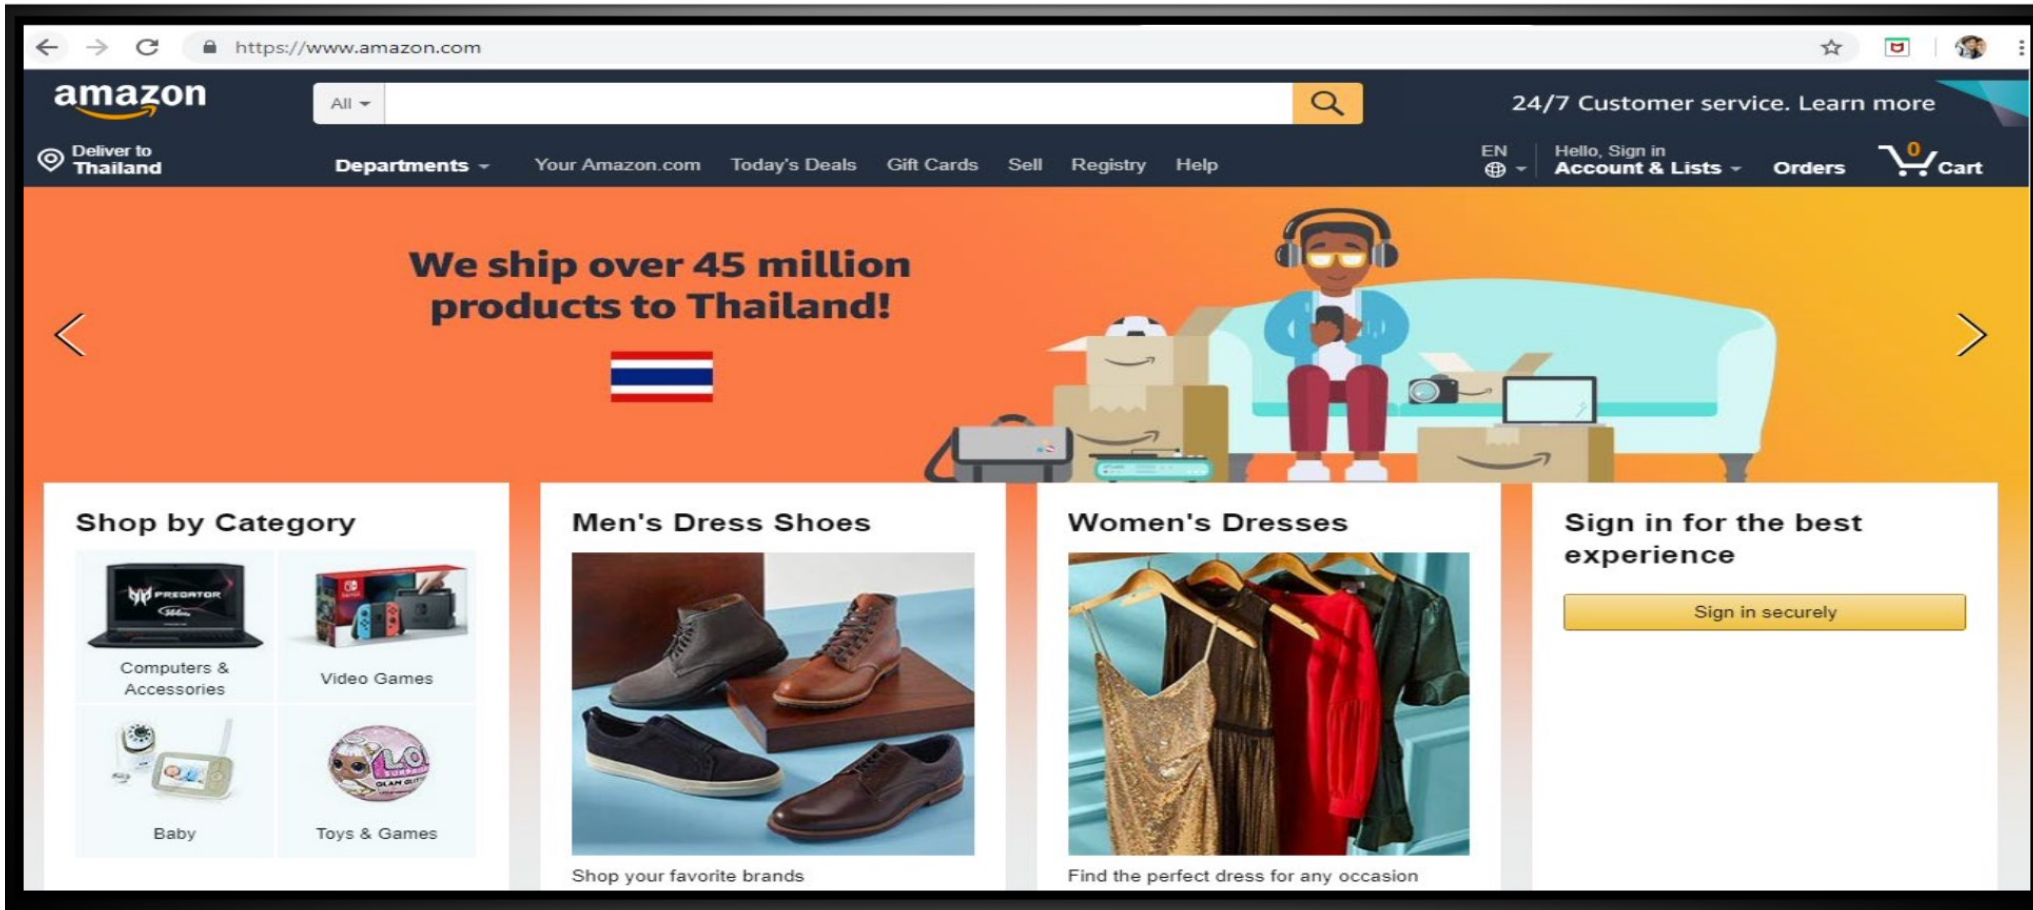 https://www.amazon.com
amazon
All
24/7 Customer service. Learn more
Deliver to
Thailand
Departments
Your Amazon.com
Today's Deals
Gift Cards
Sell
Registry
Help
EN
Hello, Sign in
Account & Lists
Orders
0
Cart
We ship over 45 million
products to Thailand!
Shop by Category
PREDATOR
Computers &
Accessories
Video Games
Baby
Toys & Games
Men's Dress Shoes
Shop your favorite brands
Women's Dresses
Find the perfect dress for any occasion
Sign in for the best
experience
Sign in securely